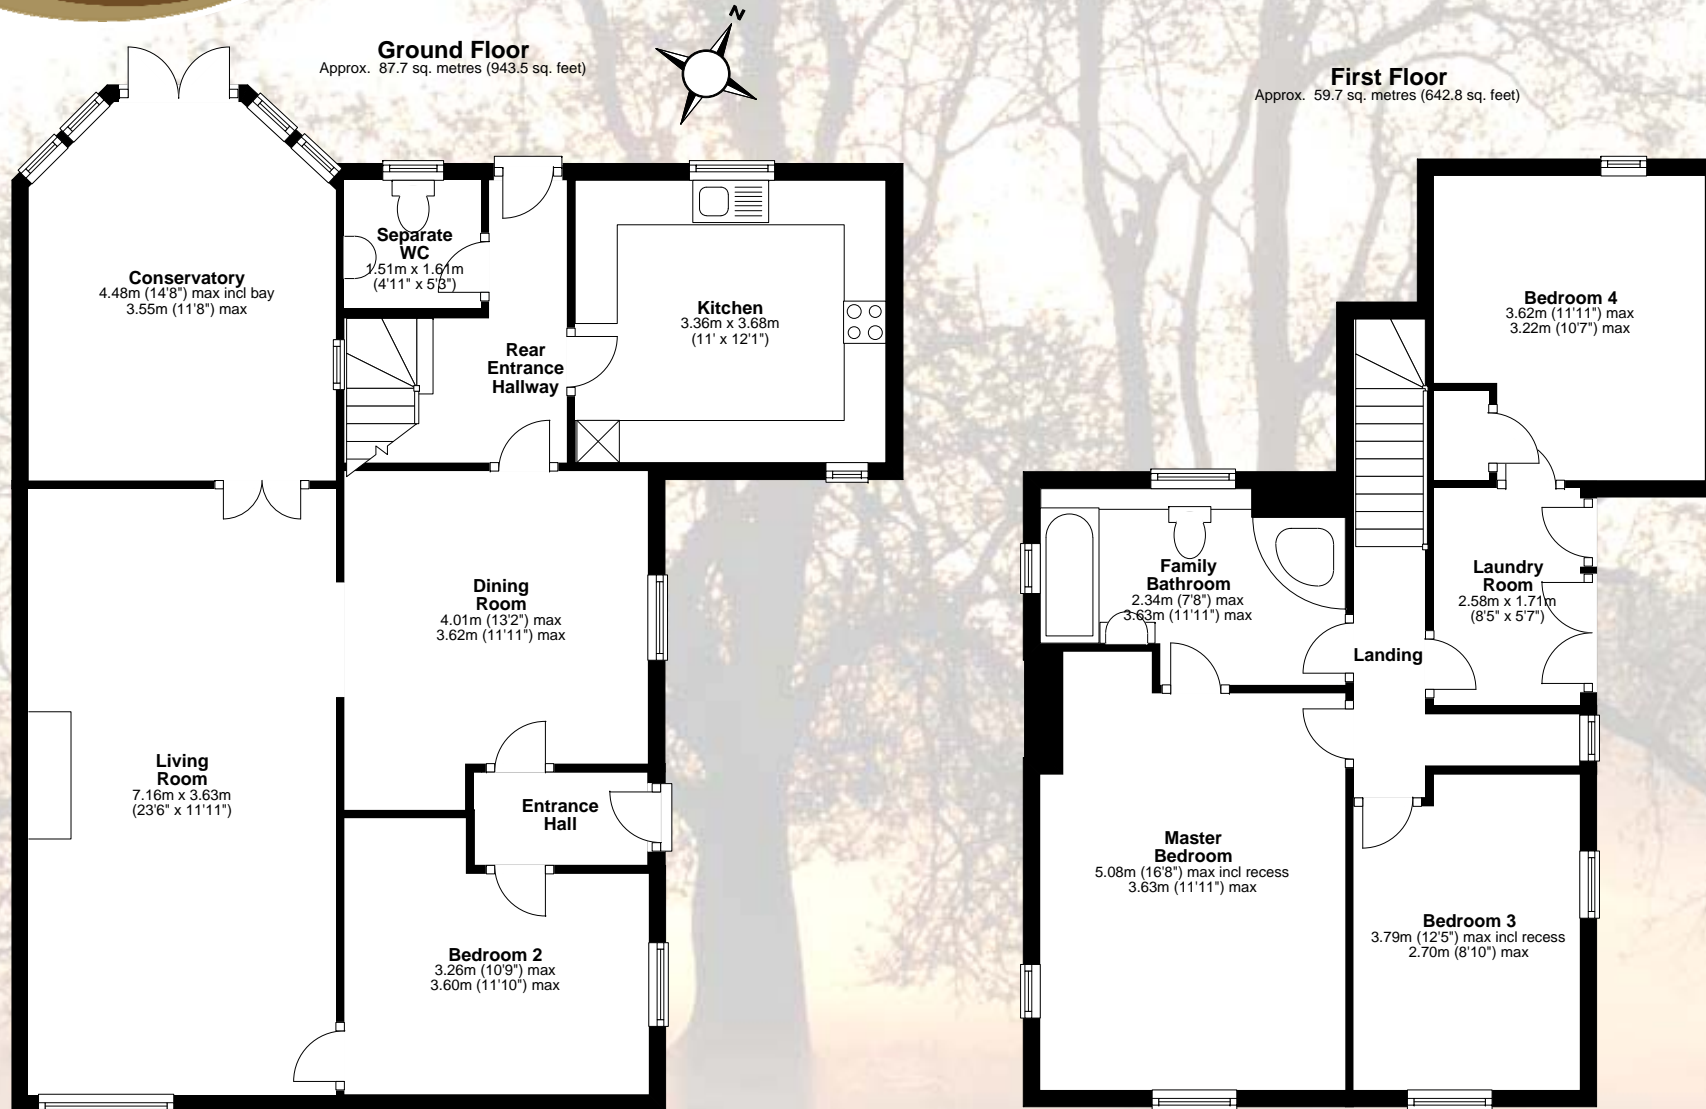 N
Ground Floor
Approx. 87.7 sq. metres (943.5 sq. feet)
Conservatory
4.48m (14'8") max incl bay
3.55m (11'8") max
Separate
WC
1.51m x 1.61m
(4'11" x 5'3")
Rear
Entrance
Hallway
Kitchen
3.36m x 3.68m
(11' x 12'1")
Dining
Room
4.01m (13'2") max
3.62m (11'11") max
Living
Room
7.16m x 3.63m
(23'6" x 11'11")
Entrance
Hall
Bedroom 2
3.26m (10'9") max
3.60m (11'10") max
First Floor
Approx. 59.7 sq. metres (642.8 sq. feet)
Bedroom 4
3.62m (11'11") max
3.22m (10'7") max
Family
Bathroom
2.34m (7'8") max
3.63m (11'11") max
Laundry
Room
2.58m x 1.71m
(8'5" x 5'7")
Landing
Master
Bedroom
5.08m (16'8") max incl recess
3.63m (11'11") max
Bedroom 3
3.79m (12'5") max incl recess
2.70m (8'10") max